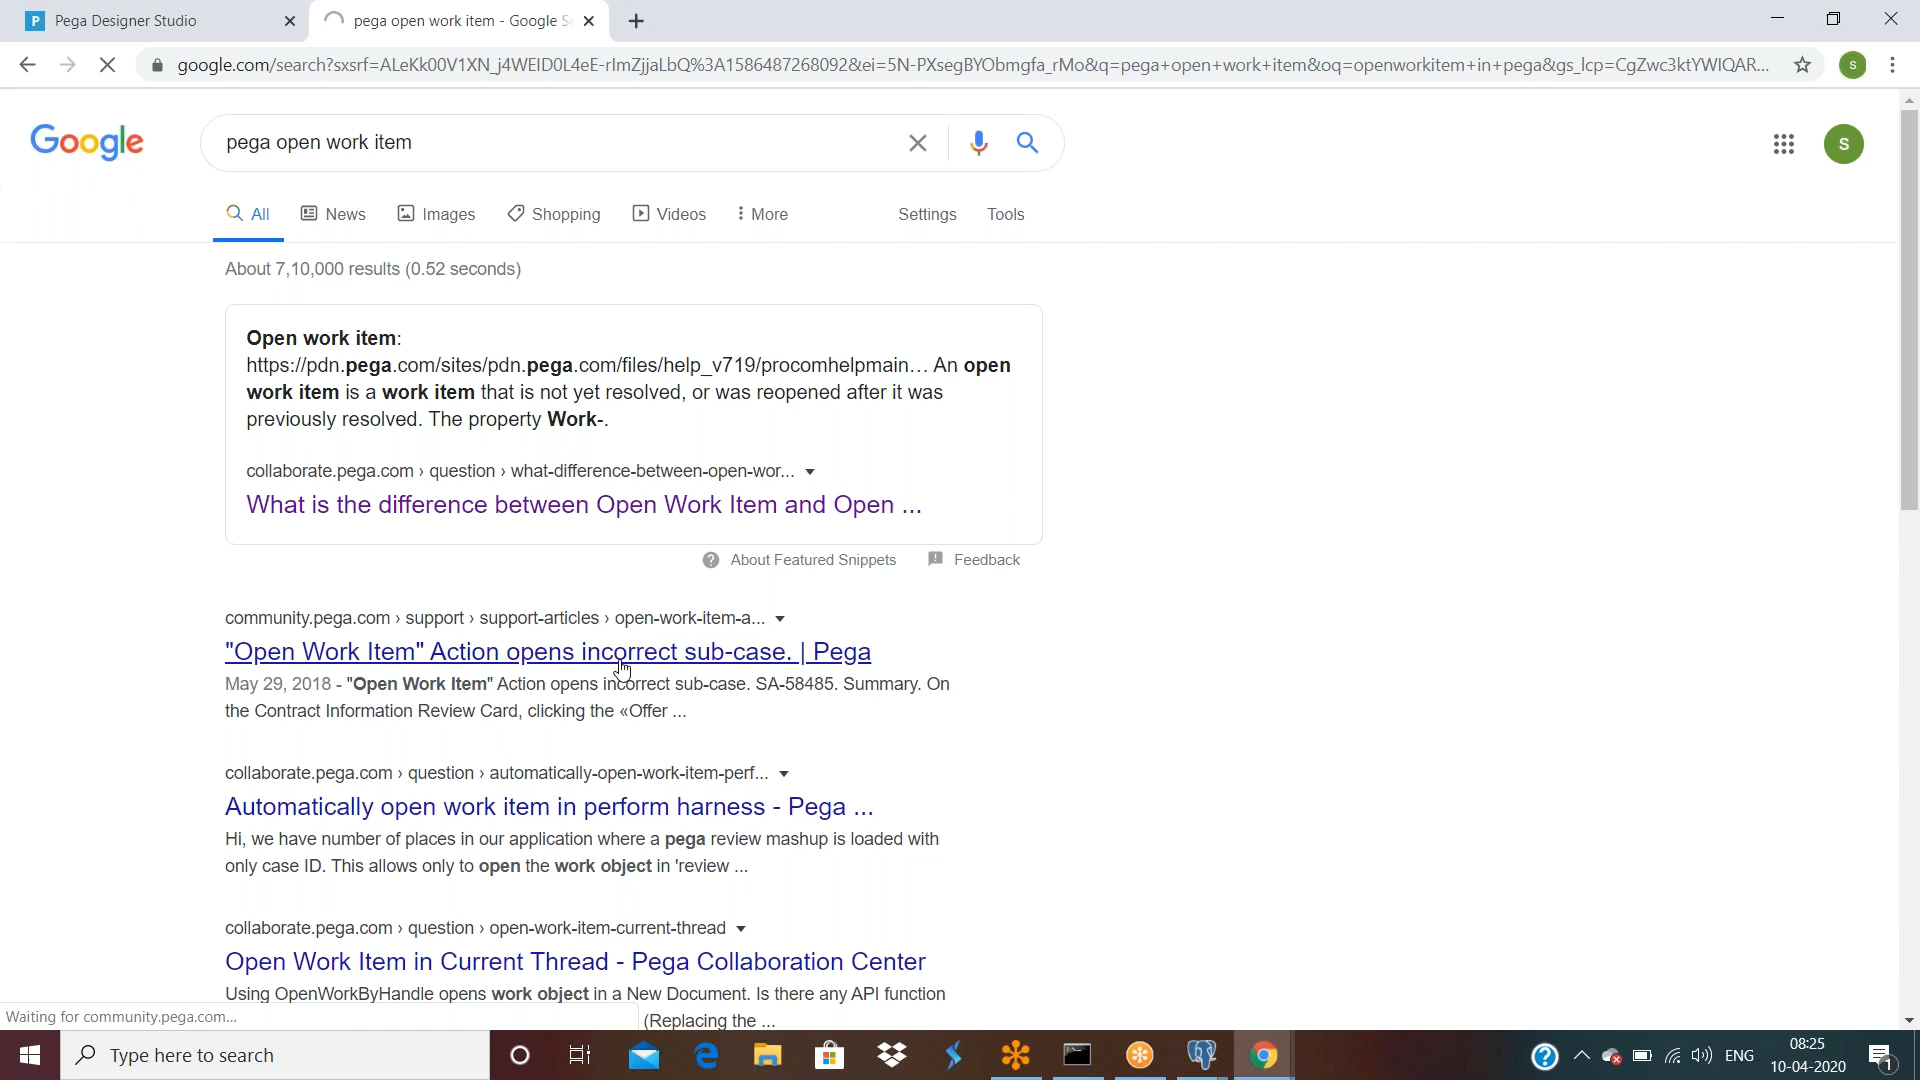 Pega Designer Studio
pega open work item - Google S
google.com/search?sxsrf=ALeKk00V1XN_j4WEID0L4eE-rImZjjaLbQ%3A1586487268092&ei=5N-PXsegBYObmgfa_rMo&q=pega+open+work+item&oq=openworkitem+in+pega&gs_lcp=CgZwc3ktYWIQAR...
S
Google
pega open work item
S
All News Images Shopping Videos More Settings Tools
About 7,10,000 results (0.52 seconds)
Open work item:
https://pdn.pega.com/sites/pdn.pega.com/files/help_v719/procomhelpmain... An open
work item is a work item that is not yet resolved, or was reopened after it was
previously resolved. The property Work-.
collaborate.pega.com › question › what-difference-between-open-wor...
What is the difference between Open Work Item and Open ...
About Featured Snippets Feedback
community.pega.com › support › support-articles › open-work-item-a...
"Open Work Item" Action opens incorrect sub-case. | Pega
May 29, 2018 - "Open Work Item" Action opens incorrect sub-case. SA-58485. Summary. On
the Contract Information Review Card, clicking the «Offer ...
collaborate.pega.com › question › automatically-open-work-item-perf...
Automatically open work item in perform harness - Pega ...
Hi, we have number of places in our application where a pega review mashup is loaded with
only case ID. This allows only to open the work object in 'review ...
collaborate.pega.com › question › open-work-item-current-thread
Open Work Item in Current Thread - Pega Collaboration Center
Using OpenWorkByHandle opens work object in a New Document. Is there any API function
(Replacing the ...
Waiting for community.pega.com...
Type here to search
ENG
08:25
10-04-2020
1